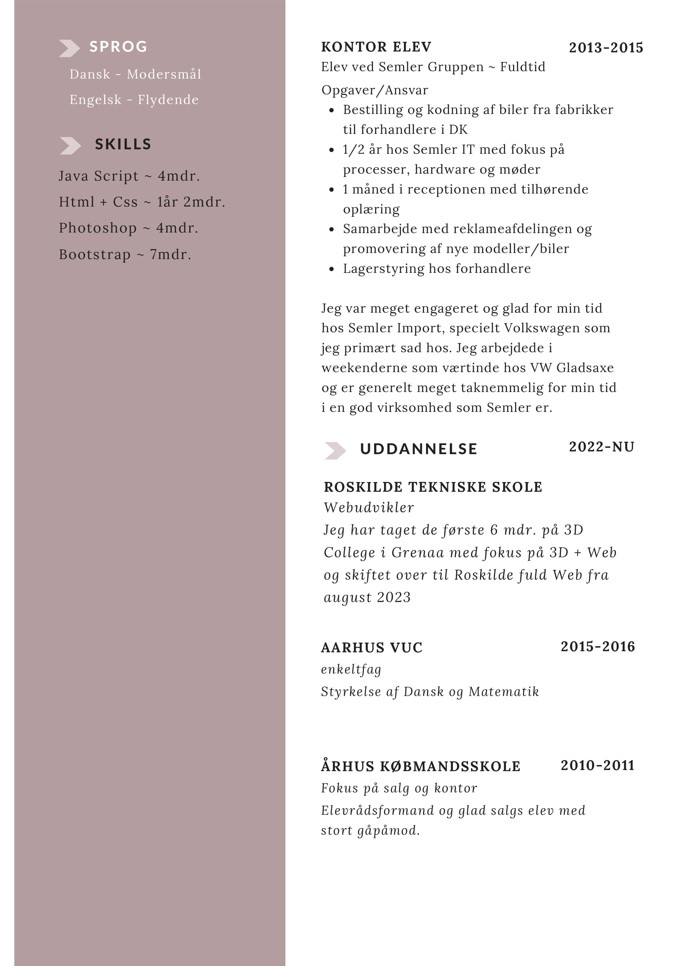 SPROG
Dansk - Modersmål
Engelsk - Flydende
SKILLS
Java Script ~ 4mdr.
Html + Css ~ 1år 2mdr.
Photoshop ~ 4mdr.
Bootstrap ~ 7mdr.
KONTOR ELEV 2013-2015
Elev ved Semler Gruppen ~ Fuldtid
Opgaver/Ansvar
• Bestilling og kodning af biler fra fabrikker
til forhandlere i DK
• 1/2 år hos Semler IT med fokus på
processer, hardware og møder
• 1 måned i receptionen med tilhørende
oplæring
• Samarbejde med reklameafdelingen og
promovering af nye modeller/biler
• Lagerstyring hos forhandlere
Jeg var meget engageret og glad for min tid
hos Semler Import, specielt Volkswagen som
jeg primært sad hos. Jeg arbejdede i
weekenderne som værtinde hos VW Gladsaxe
og er generelt meget taknemmelig for min tid
i en god virksomhed som Semler er.
UDDANNELSE 2022-NU
ROSKILDE TEKNISKE SKOLE
Webudvikler
Jeg har taget de første 6 mdr. på 3D
College i Grenaa med fokus på 3D + Web
og skiftet over til Roskilde fuld Web fra
august 2023
AARHUS VUC 2015-2016
enkeltfag
Styrkelse af Dansk og Matematik
ÅRHUS KØBMANDSSKOLE 2010-2011
Fokus på salg og kontor
Elevrådsformand og glad salgs elev med
stort gåpåmod.